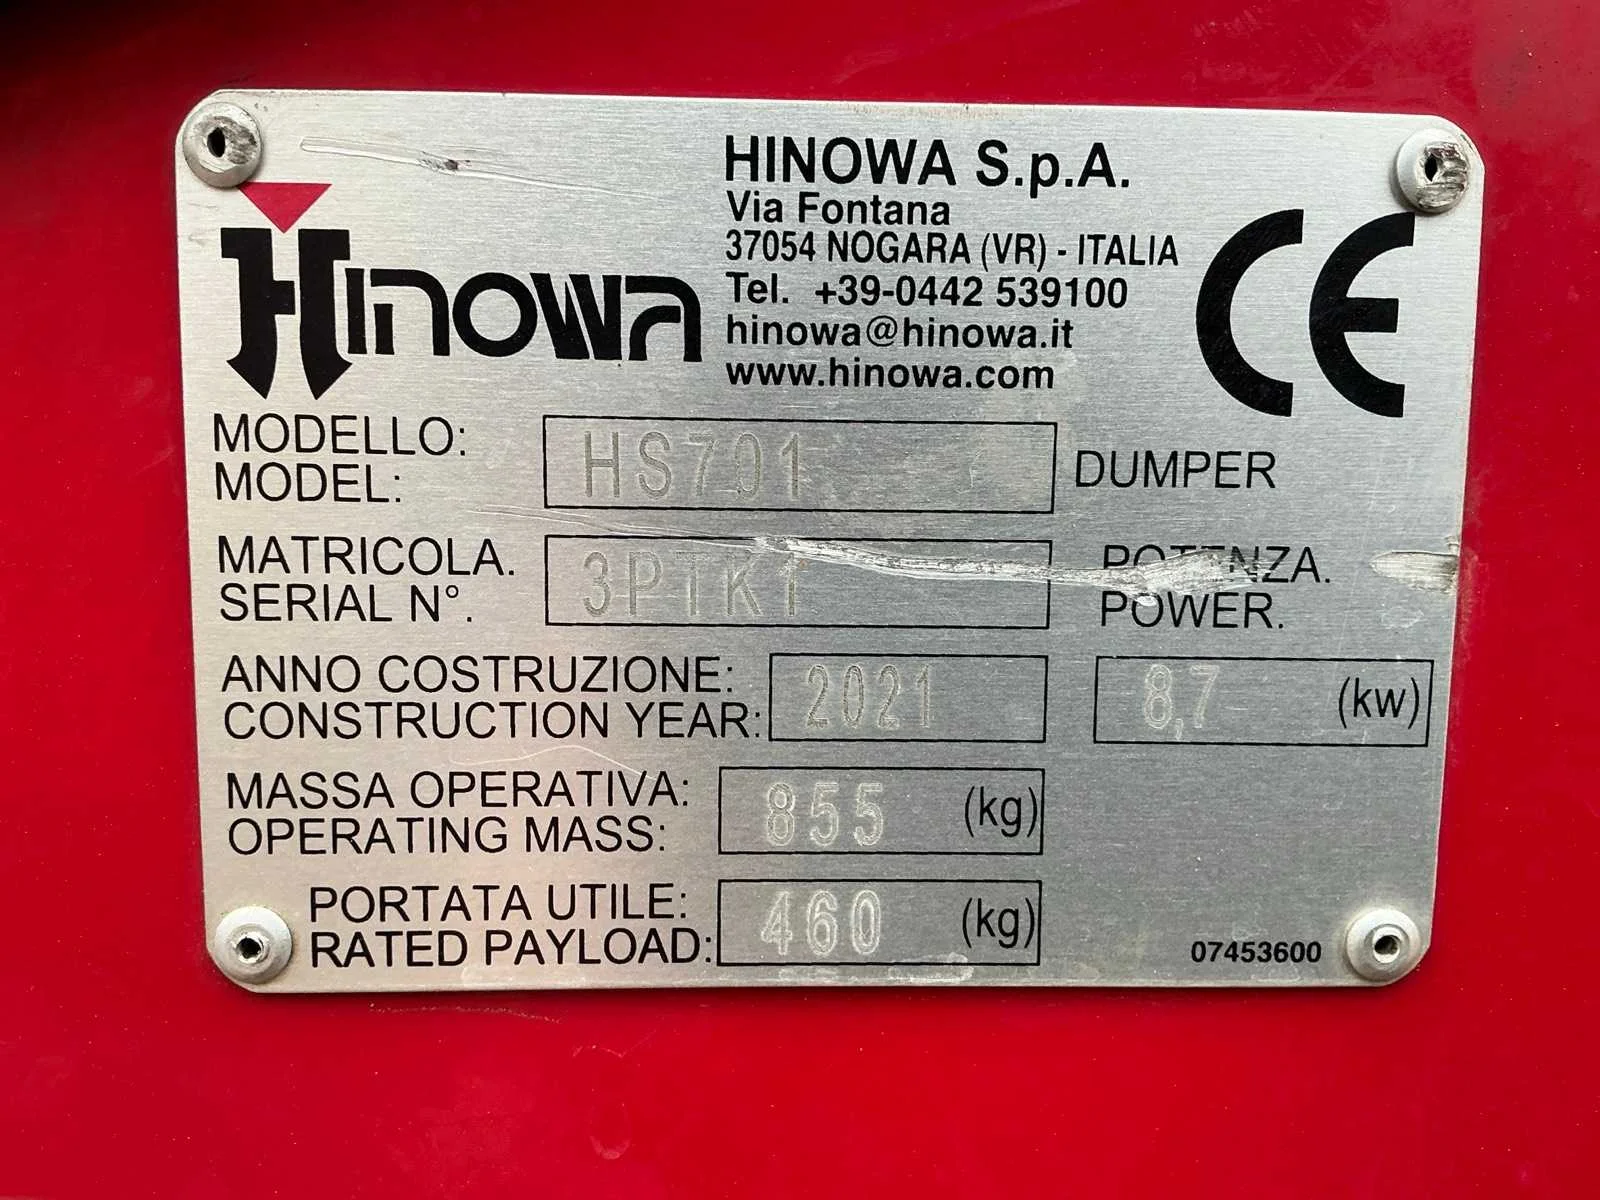 HINOWA
HINOWA S.p.A.
Via Fontana
37054 NOGARA (VR) - ITALIA
Tel. +39-0442 539100
hinowa@hinowa.it
www.hinowa.com
CE
MODELLO:
MODEL:
HS701
DUMPER
MATRICOLA.
SERIAL N°.
3PTK1
POTENZA.
POWER.
ANNO COSTRUZIONE:
CONSTRUCTION YEAR:
2021
8,7 (kw)
MASSA OPERATIVA:
OPERATING MASS:
855 (kg)
PORTATA UTILE:
RATED PAYLOAD:
460 (kg)
07453600